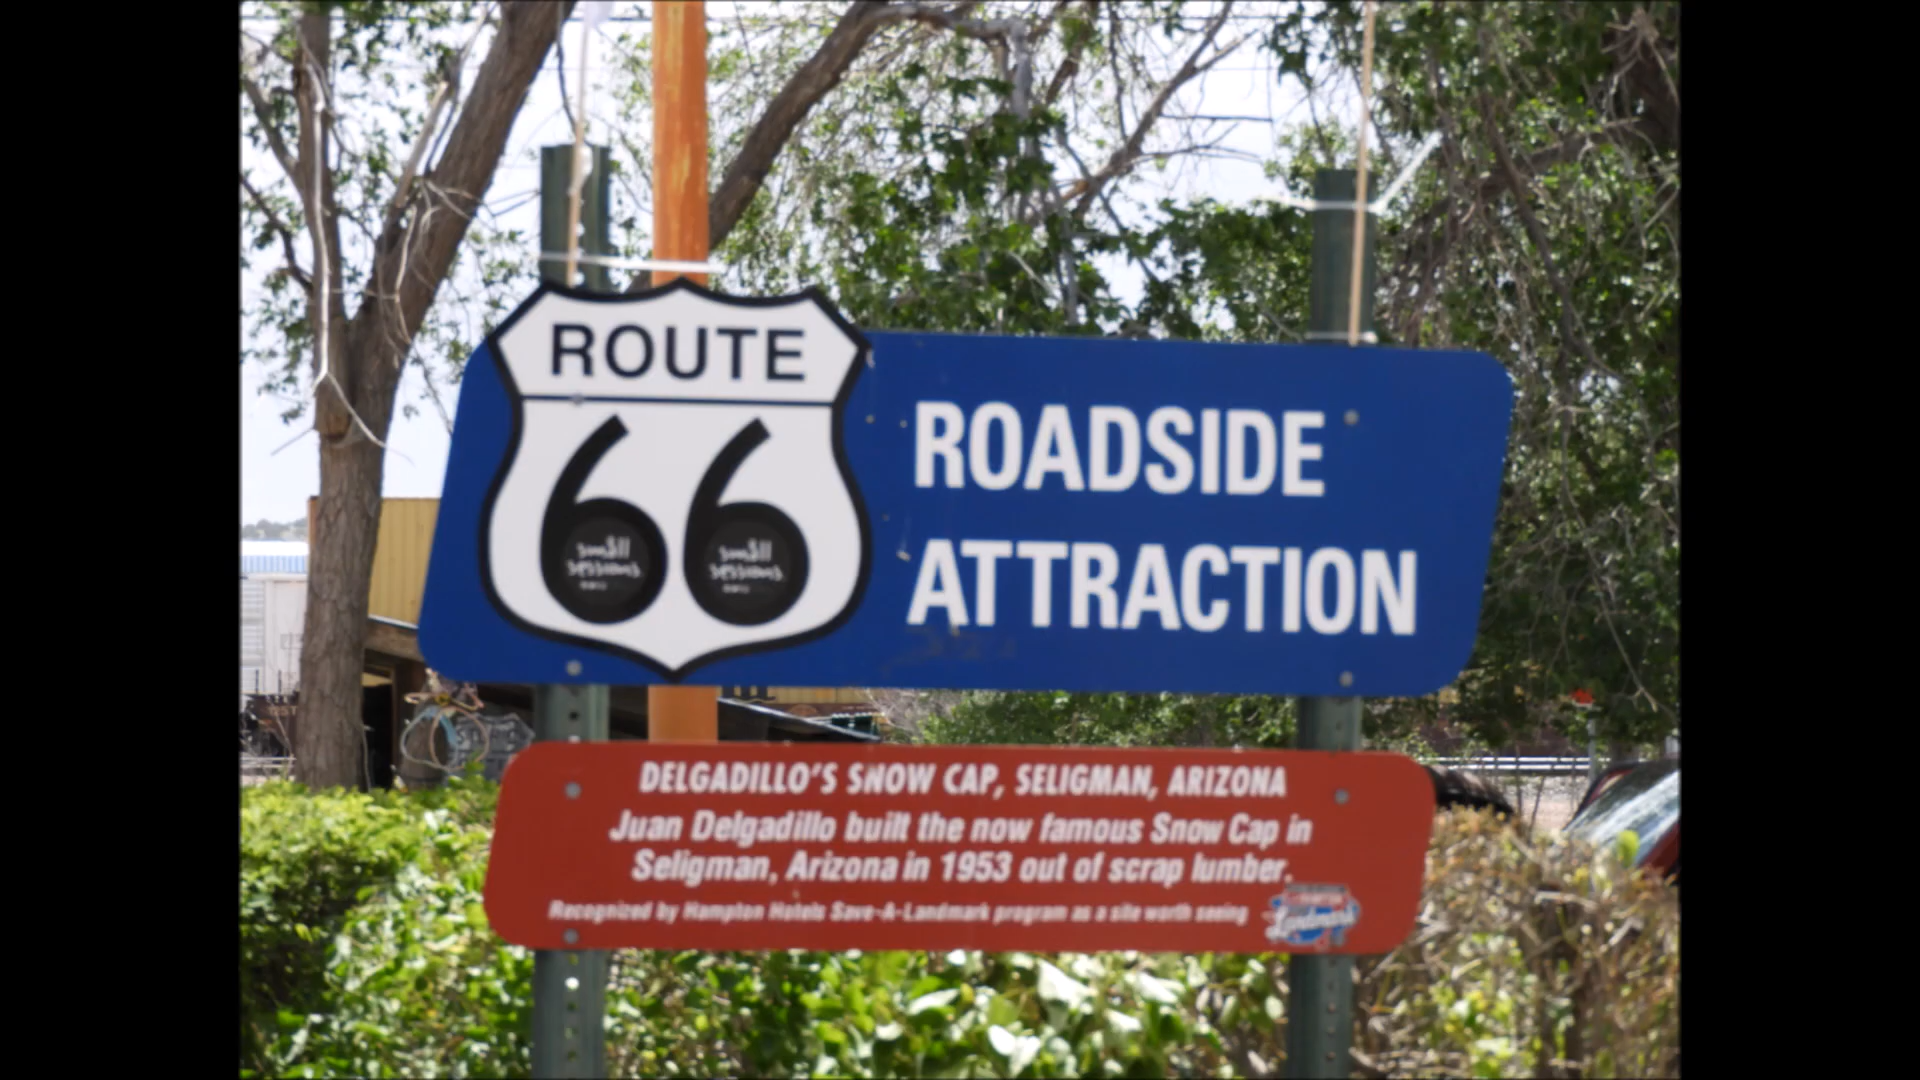 ROUTE
66
ROADSIDE
ATTRACTION
DELGADILLO'S SNOW CAP, SELIGMAN, ARIZONA
Juan Delgadillo built the now famous Snow Cap in
Seligman, Arizona in 1953 out of scrap lumber.
Recognized by Hampton Hotels Save-A-Landmark program as a site worth seeing
Landmark